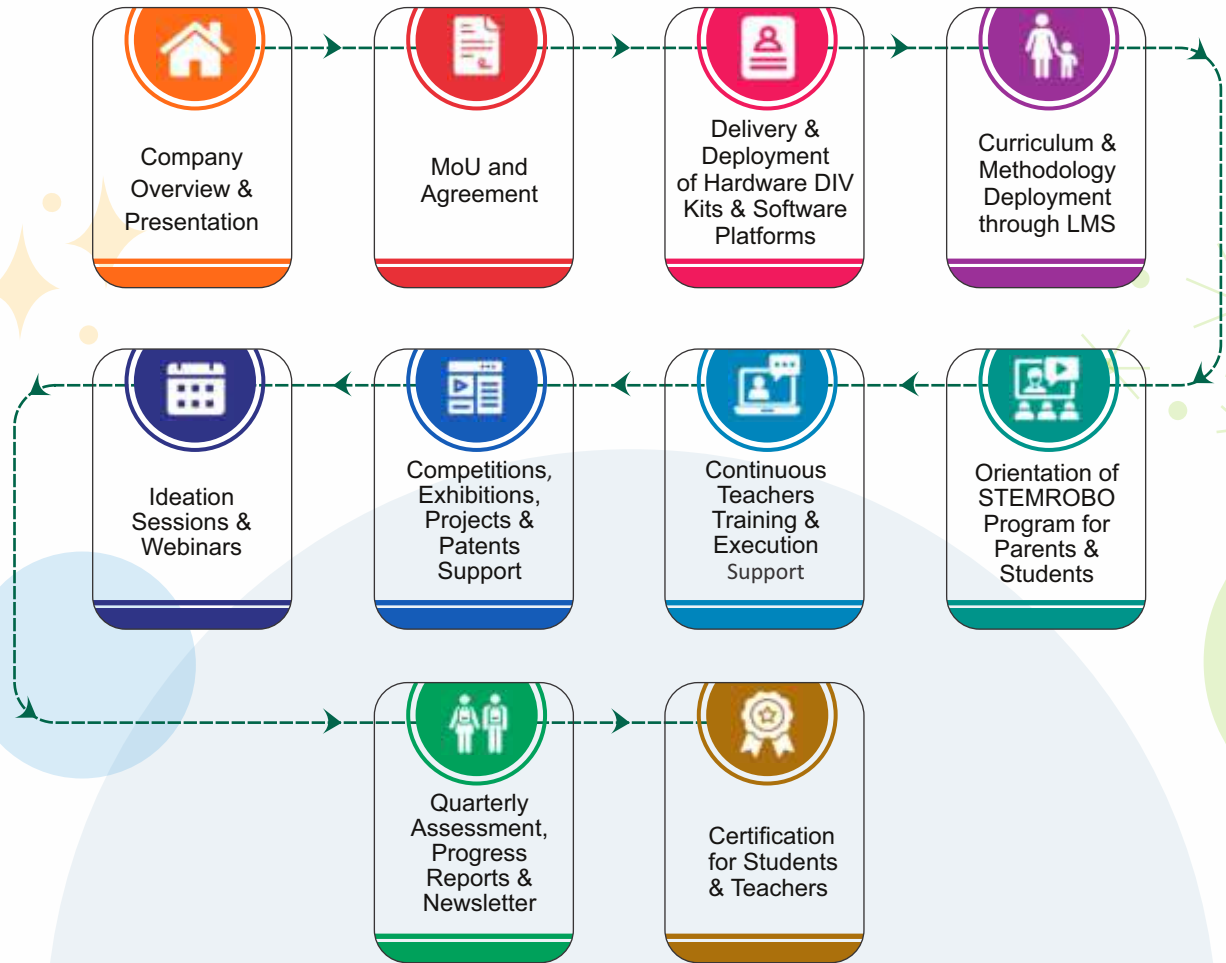 Company
Overview &
Presentation
MoU and
Agreement
Delivery &
Deployment
of Hardware DIV
Kits & Software
Platforms
Curriculum &
Methodology
Deployment
through LMS
Orientation of
STEMROBO
Program for
Parents &
Students
Continuous
Teachers
Training &
Execution
Support
Competitions,
Exhibitions,
Projects &
Patents
Support
Ideation
Sessions &
Webinars
Quarterly
Assessment,
Progress
Reports &
Newsletter
Certification
for Students
& Teachers